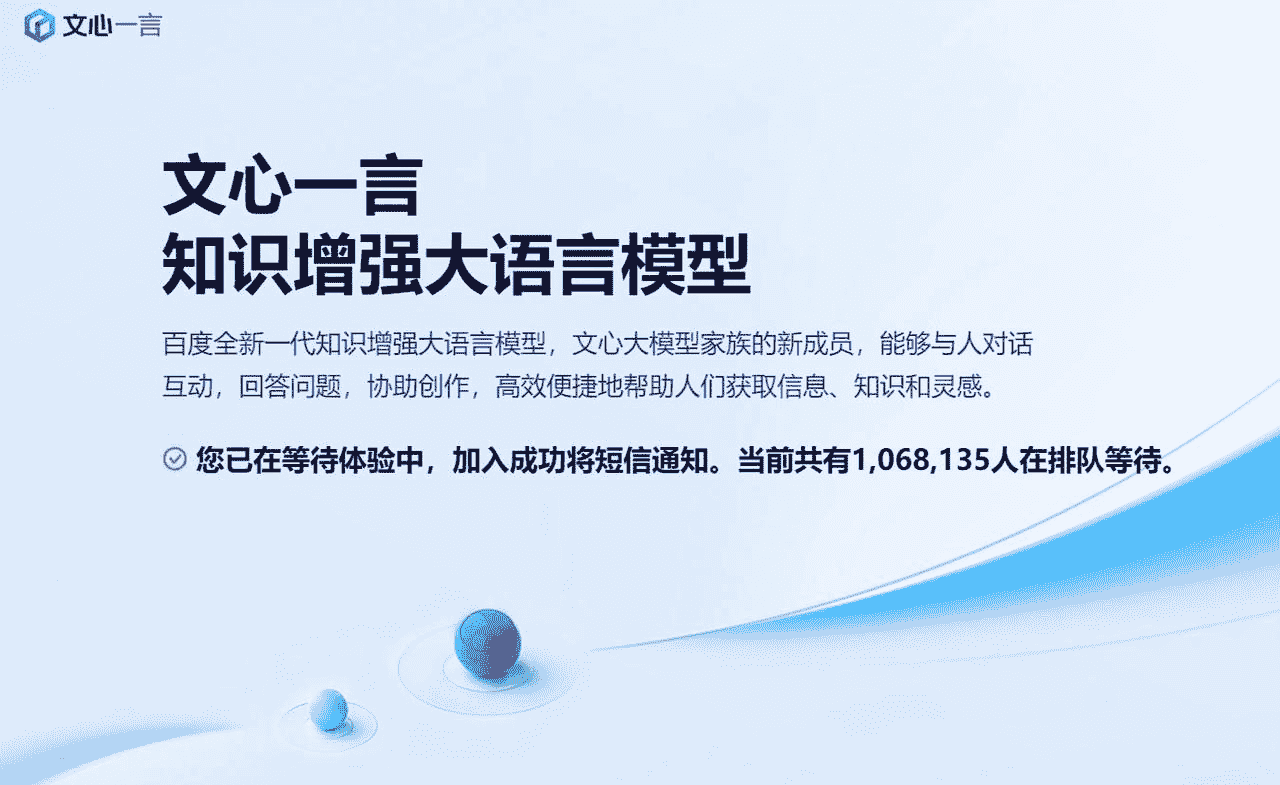 文心一言
文心一言
知识增强大语言模型
百度全新一代知识增强大语言模型，文心大模型家族的新成员，能够与人对话
互动，回答问题，协助创作，高效便捷地帮助人们获取信息、知识和灵感。
您已在等待体验中，加入成功将短信通知。当前共有1,068,135人在排队等待。